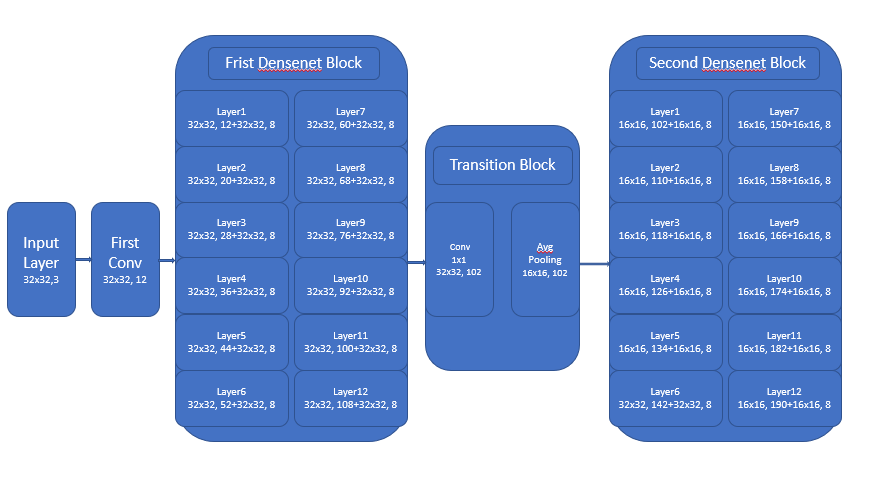 Input
Layer
32x32,3
First
Conv
32x32, 12
Frist Densenet Block
Layer1
32x32, 12+32x32, 8
Layer2
32x32, 20+32x32, 8
Layer3
32x32, 28+32x32, 8
Layer4
32x32, 36+32x32, 8
Layer5
32x32, 44+32x32, 8
Layer6
32x32, 52+32x32, 8
Layer7
32x32, 60+32x32, 8
Layer8
32x32, 68+32x32, 8
Layer9
32x32, 76+32x32, 8
Layer10
32x32, 92+32x32, 8
Layer11
32x32, 100+32x32, 8
Layer12
32x32, 108+32x32, 8
Transition Block
Conv
1x1
32x32, 102
Avg
Pooling
16x16, 102
Second Densenet Block
Layer1
16x16, 102+16x16, 8
Layer2
16x16, 110+16x16, 8
Layer3
16x16, 118+16x16, 8
Layer4
16x16, 126+16x16, 8
Layer5
16x16, 134+16x16, 8
Layer6
32x32, 142+32x32, 8
Layer7
16x16, 150+16x16, 8
Layer8
16x16, 158+16x16, 8
Layer9
16x16, 166+16x16, 8
Layer10
16x16, 174+16x16, 8
Layer11
16x16, 182+16x16, 8
Layer12
16x16, 190+16x16, 8